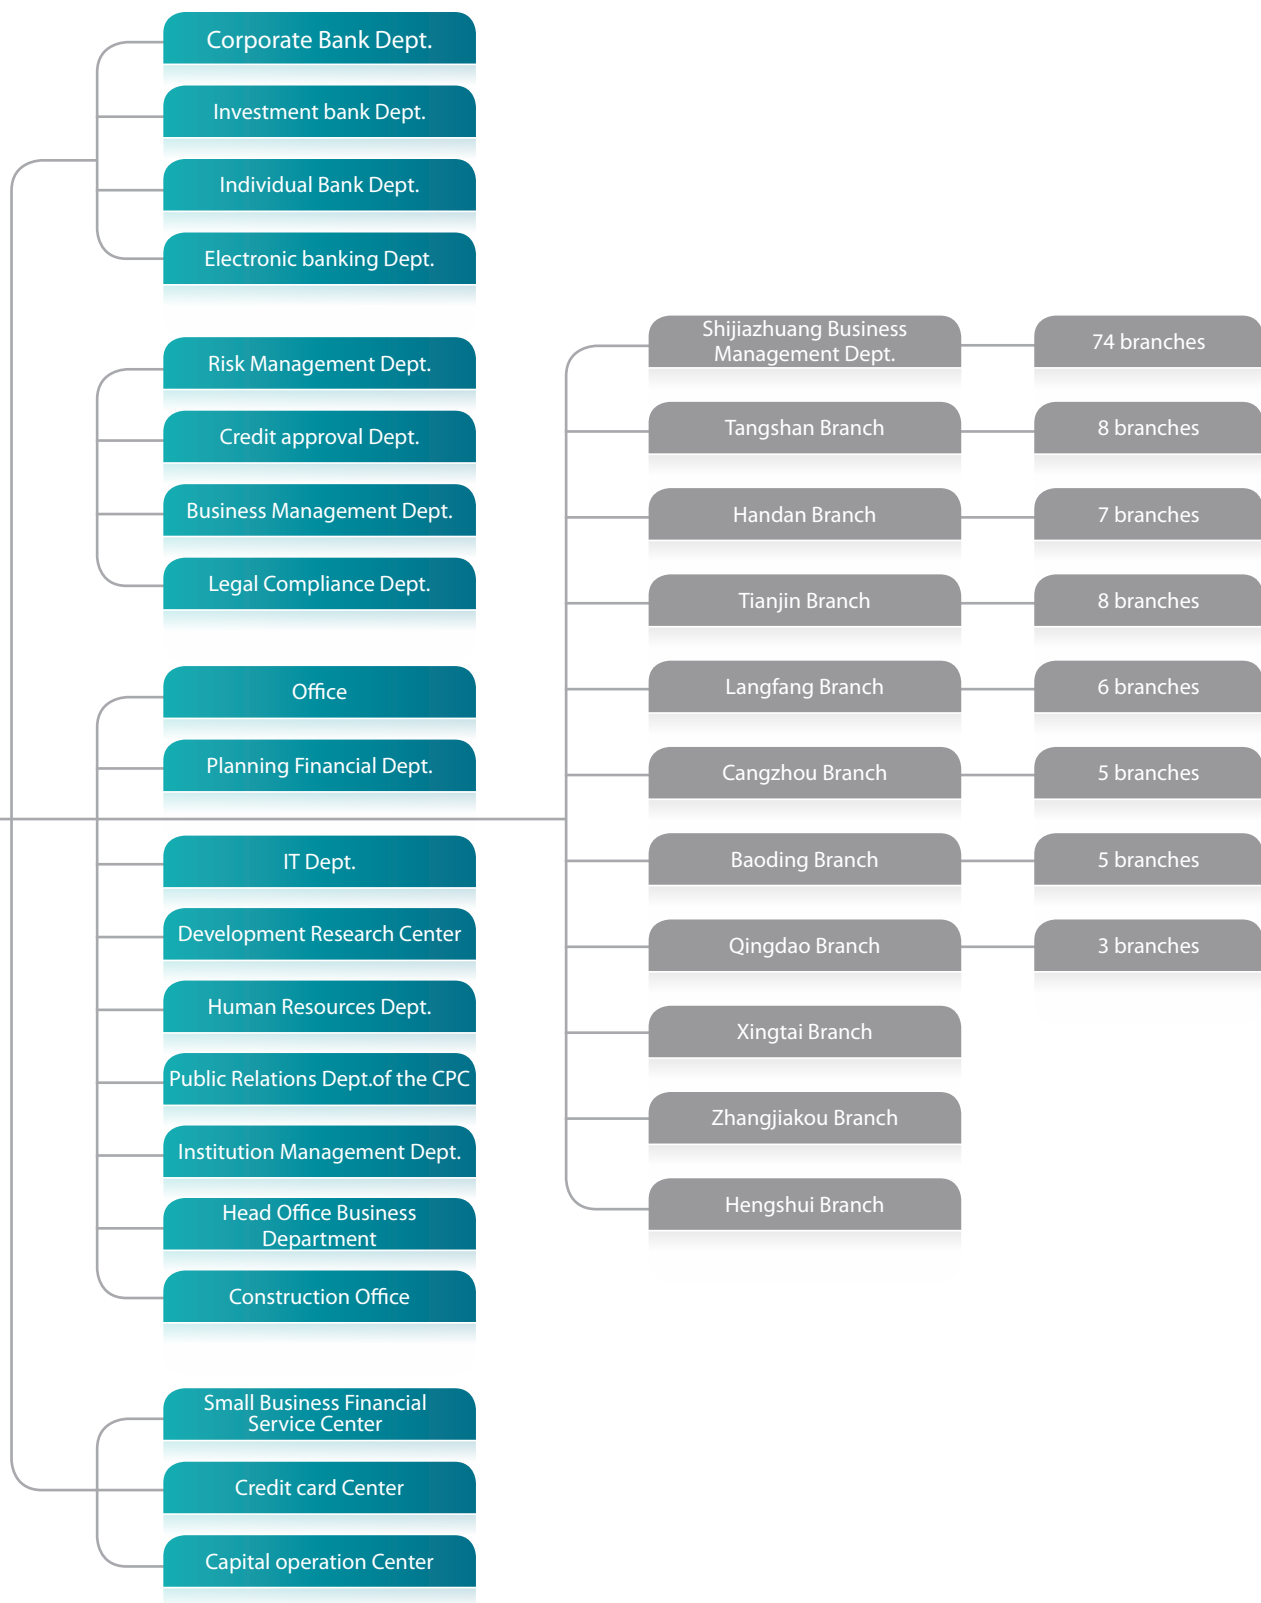 Corporate Bank Dept.
Investment bank Dept.
Individual Bank Dept.
Electronic banking Dept.
Risk Management Dept.
Credit approval Dept.
Business Management Dept.
Legal Compliance Dept.
Office
Planning Financial Dept.
IT Dept.
Development Research Center
Human Resources Dept.
Public Relations Dept.of the CPC
Institution Management Dept.
Head Office Business
Department
Construction Office
Small Business Financial
Service Center
Credit card Center
Capital operation Center
Shijiazhuang Business
Management Dept.
74 branches
Tangshan Branch
8 branches
Handan Branch
7 branches
Tianjin Branch
8 branches
Langfang Branch
6 branches
Cangzhou Branch
5 branches
Baoding Branch
5 branches
Qingdao Branch
3 branches
Xingtai Branch
Zhangjiakou Branch
Hengshui Branch